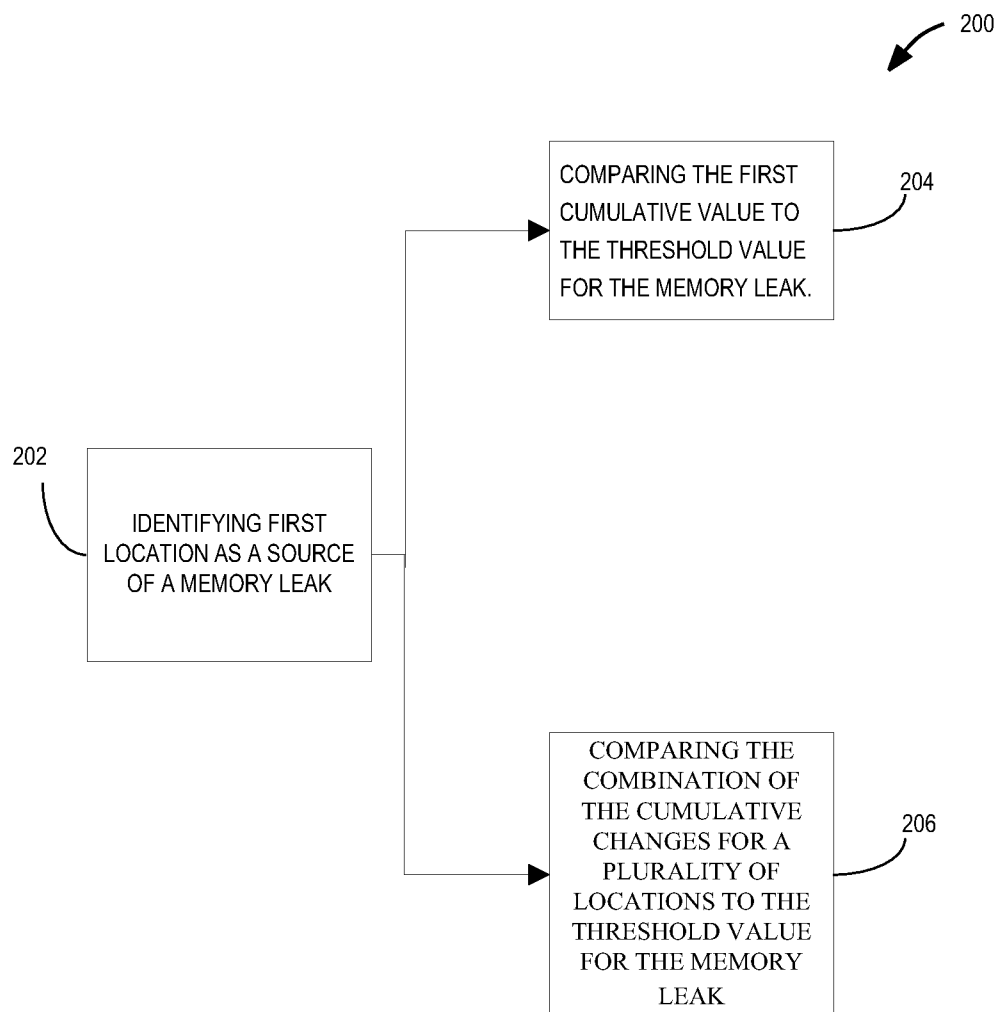 200
COMPARING THE FIRST
CUMULATIVE VALUE TO
THE THRESHOLD VALUE
FOR THE MEMORY LEAK.
204
202
IDENTIFYING FIRST
LOCATION AS A SOURCE
OF A MEMORY LEAK
COMPARING THE
COMBINATION OF
THE CUMULATIVE
CHANGES FOR A
PLURALITY OF
LOCATIONS TO THE
THRESHOLD VALUE
FOR THE MEMORY
LEAK
206